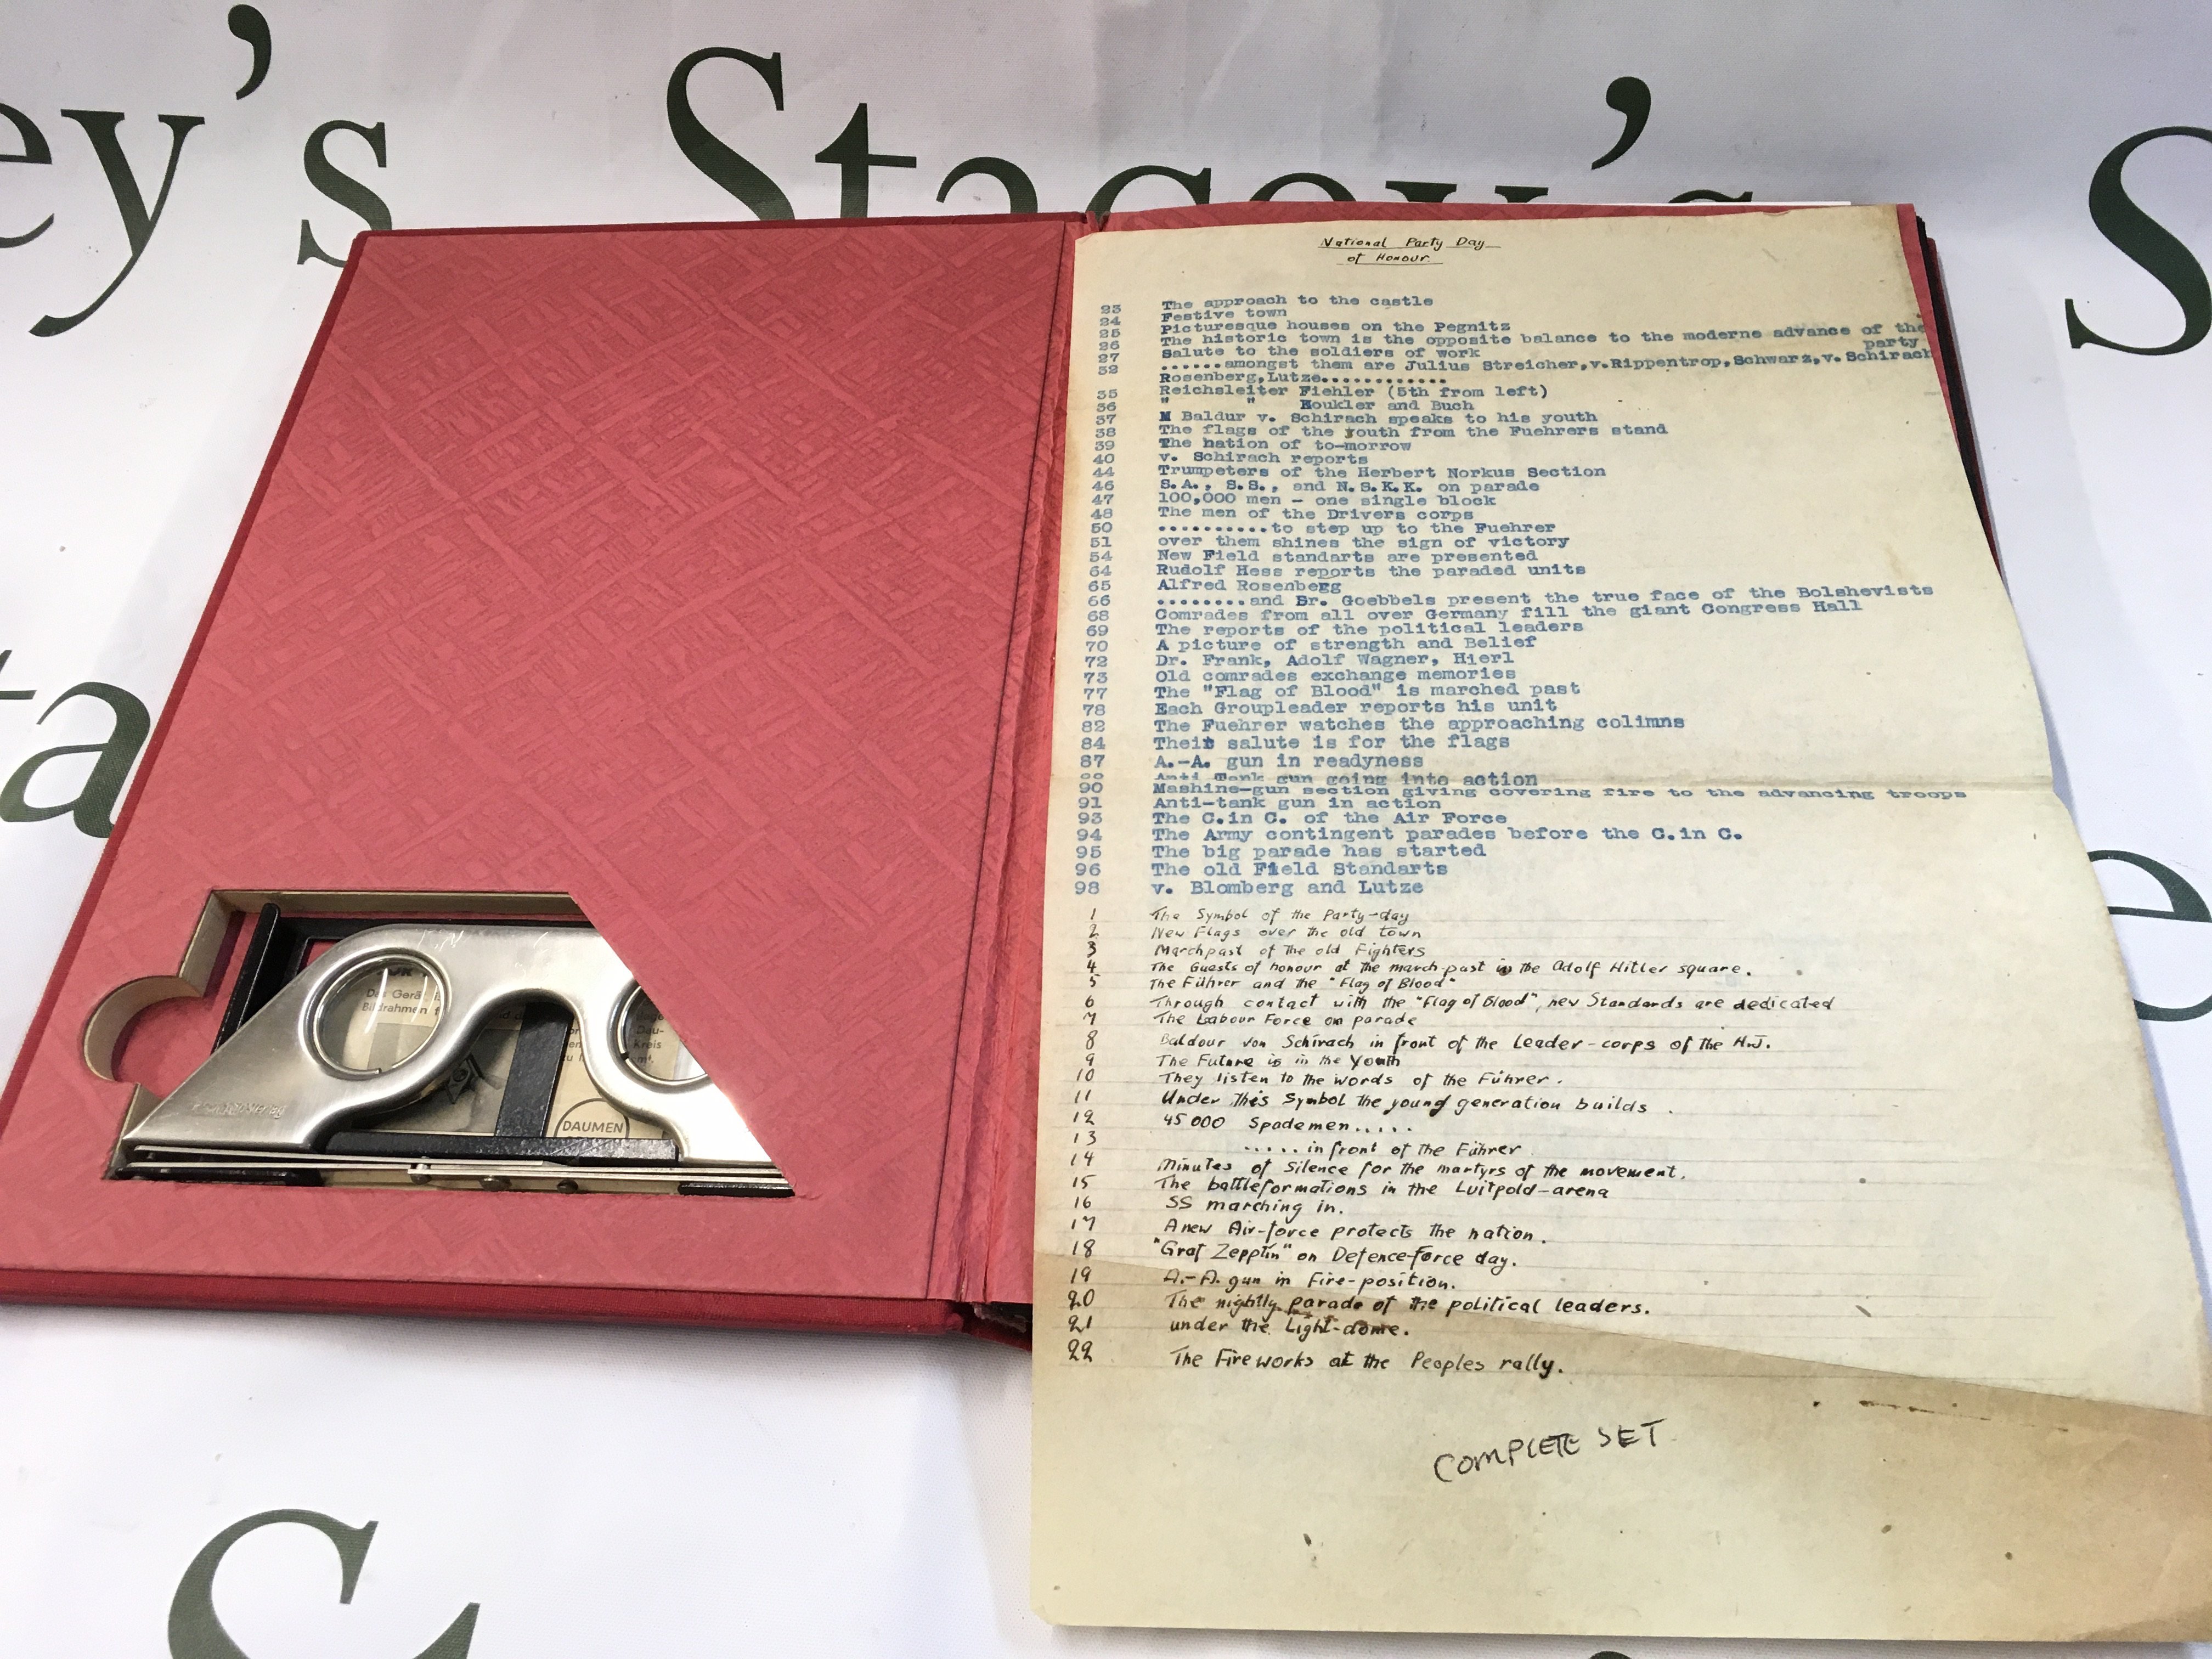 ey's Stacey's S
National Party Day
of Honour.
23 The approach to the castle
24 Festive town
25 Picturesque houses on the Pegnitz
26 The historic town is the opposite balance to the moderne advance of the
party
27 Salute to the soldiers of work
32 ......amongst them are Julius Streicher,v.Rippentrop,Schwarz,v.Schirach
Rosenberg,Lutze............
35 Reichsleiter Fiehler (5th from left)
36 " " Boukler and Buch
37 M Baldur v. Schirach speaks to his youth
38 The flags of the youth from the Fuehrers stand
39 The nation of to-morrow
40 v. Schirach reports
44 Trumpeters of the Herbert Norkus Section
46 S.A., S.S., and N.S.K.K. on parade
47 100,000 men - one single block
48 The men of the Drivers corps
50 ..........to step up to the Fuehrer
51 over them shines the sign of victory
54 New Field standarts are presented
64 Rudolf Hess reports the paraded units
65 Alfred Rosenbegg
66 ........and Dr. Goebbels present the true face of the Bolshevists
68 Comrades from all over Germany fill the giant Congress Hall
69 The reports of the political leaders
70 A picture of strength and Belief
72 Dr. Frank, Adolf Wagner, Hierl
73 Old comrades exchange memories
77 The "Flag of Blood" is marched past
78 Each Groupleader reports his unit
82 The Fuehrer watches the approaching colimns
84 Their salute is for the flags
87 A.-A. gun in readyness
Anti Tank gun going into action
90 Mashine-gun section giving covering fire to the advancing troops
91 Anti-tank gun in action
93 The C.in C. of the Air Force
94 The Army contingent parades before the C.in C.
95 The big parade has started
96 The old Field Standarts
98 v. Blomberg and Lutze
1 The Symbol of the Party-day
2 New Flags over the old town
3 Marchpast of the old Fighters
4 The Guests of honour at the march-past in the Adolf Hitler square.
5 The Führer and the "Flag of Blood"
6 Through contact with the "Flag of Blood", new Standards are dedicated
7 The Labour Force on parade
8 Baldour von Schirach in front of the Leader-corps of the H.J.
9 The Future is in the Youth
10 They listen to the words of the Führer.
11 Under this Symbol the young generation builds.
12 45000 Spademen.....
13 .....in front of the Führer
14 Minutes of Silence for the martyrs of the movement.
15 The battleformations in the Luitpold-arena
16 SS marching in.
17 A new Air-force protects the nation.
18 "Graf Zepptin" on Defence-force day.
19 A.-A. gun in Fire-position.
20 The nightly parade of the political leaders.
21 under the Light-dome.
22 The Fireworks at the Peoples rally.
COMPLETE SET
Das Gerät
Bildrahmen
Dau-
Kreis
DAUMEN
ta
e
S